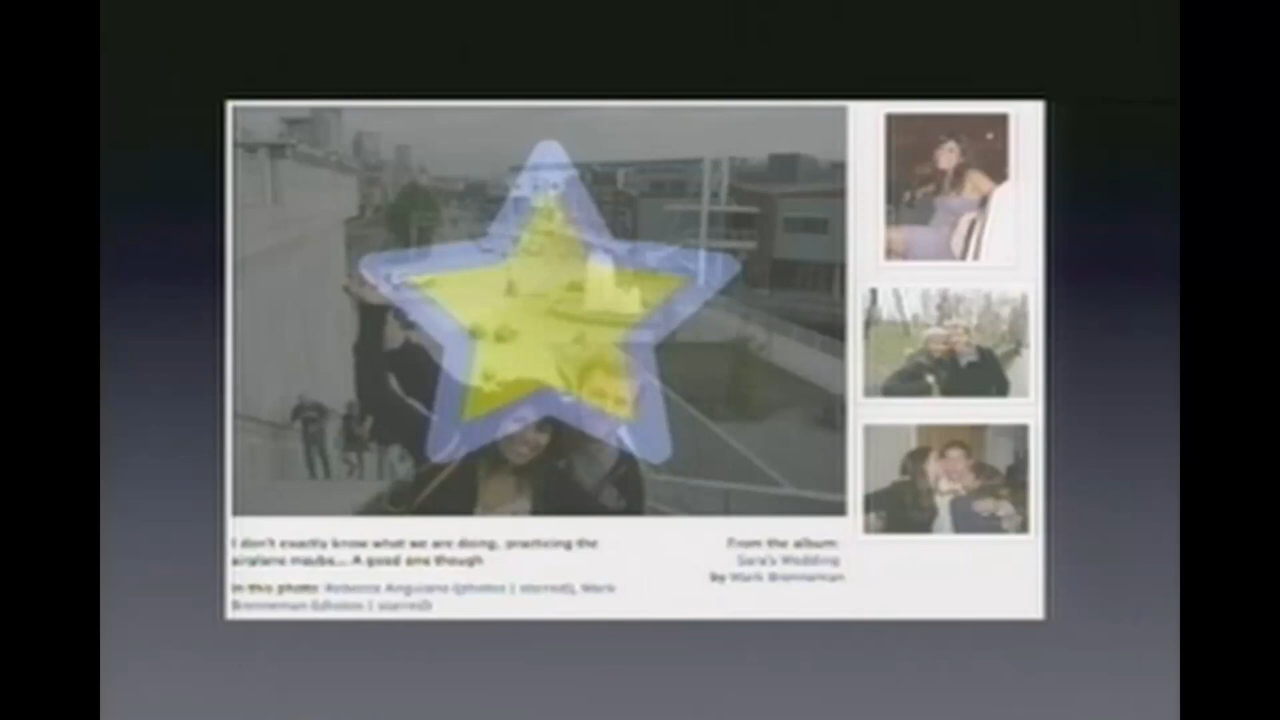 I don't exactly know what we are doing, practicing the
airplane maybe... A good one though
In this photo: Rebecca Anguiano (photos | starred), Mark
Brenneman (photos | starred)
From the album:
Sara's Wedding
by Mark Brenneman